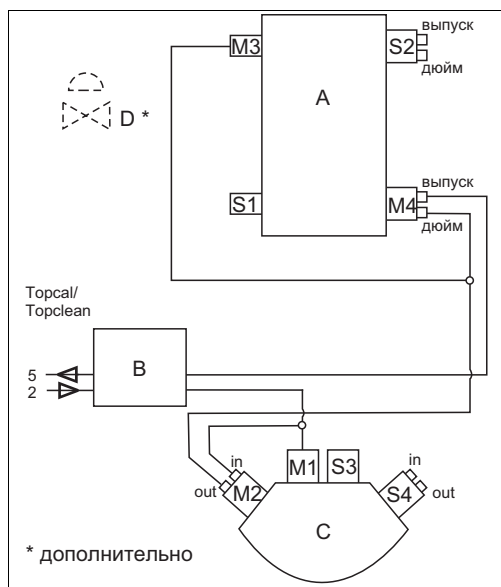 выпуск
M3
S2
дюйм
A
D *
S1
M4
выпуск
дюйм
Topcal/
Topclean
5
2
B
in
out
M2
M1
S3
in
S4
out
C
* дополнительно